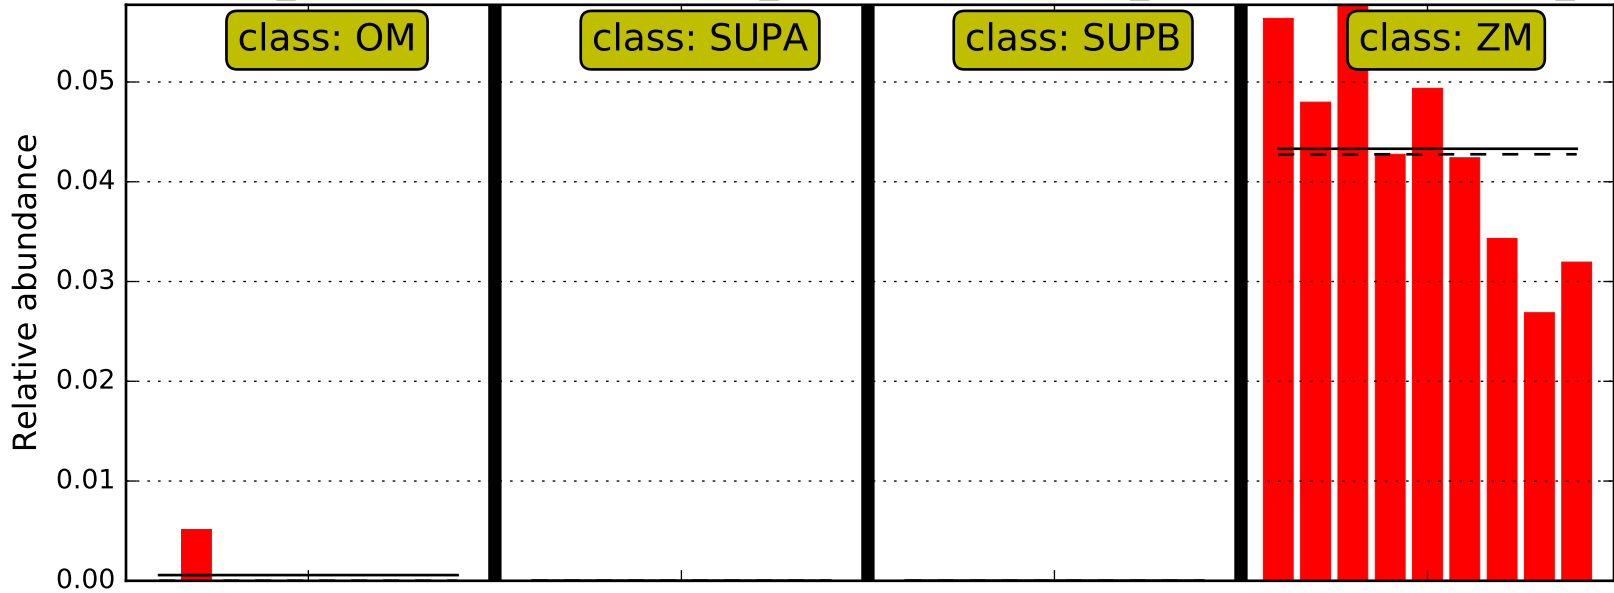 class: OM
class: SUPA
class: SUPB
class: ZM
Relative abundance
0.05
0.04
0.03
0.02
0.01
0.00